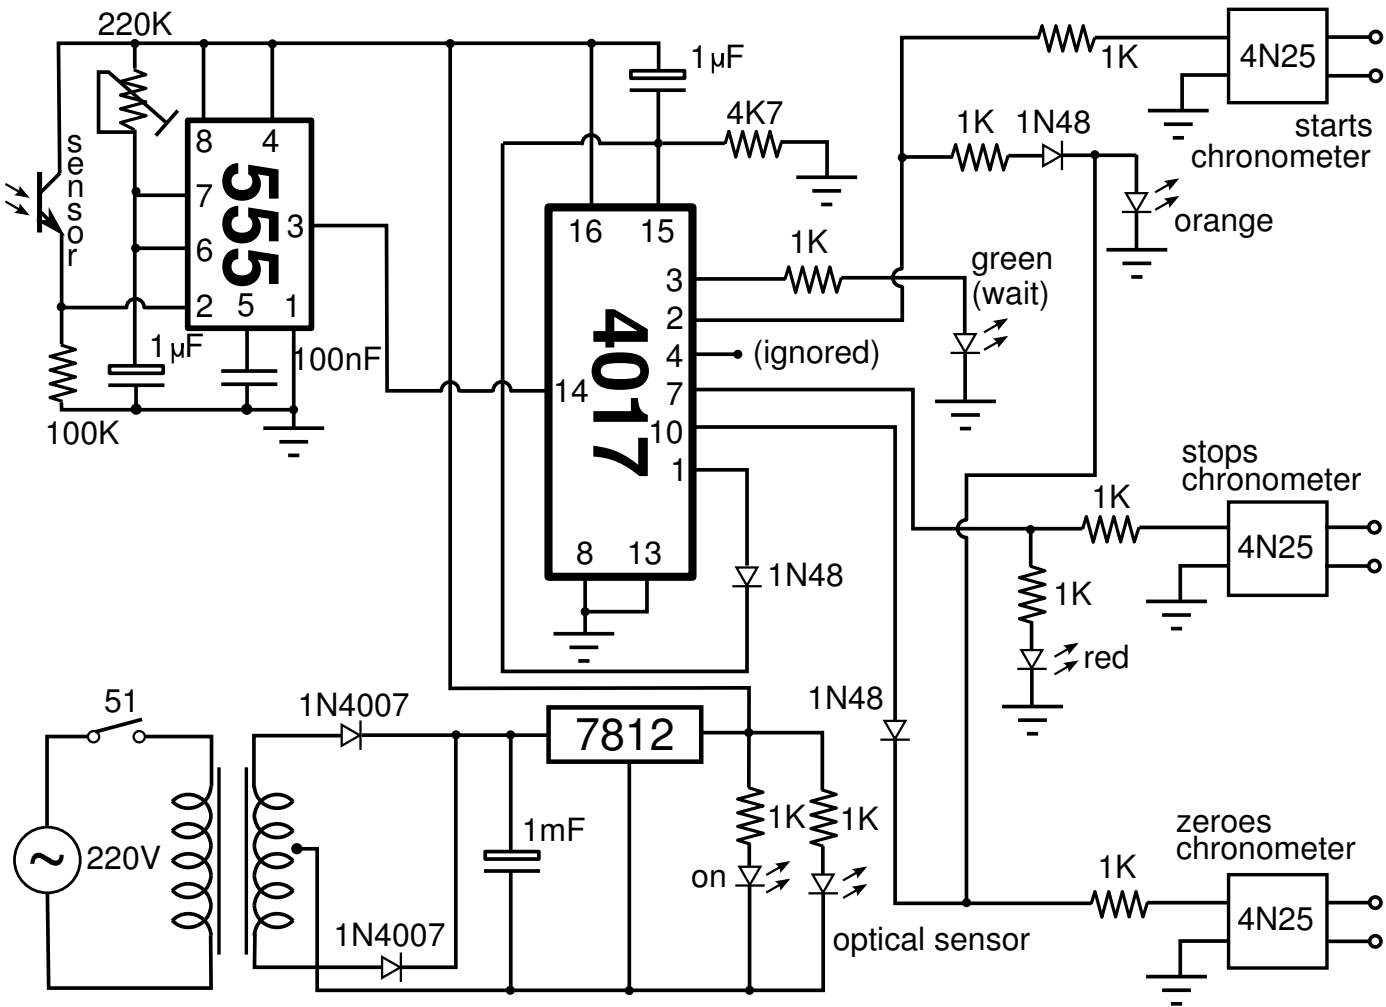 220K
1µF
4K7
1K
4N25
starts
chronometer
1K
1N48
orange
sensor
8
4
7
6
2
5
1
3
555
1µF
100nF
100K
16
15
3
2
4
7
10
1
14
8
13
4017
1K
green
(wait)
(ignored)
1N48
stops
chronometer
1K
4N25
1K
red
51
1N4007
7812
1N48
220V
1mF
1K
1K
on
1N4007
optical sensor
zeroes
chronometer
1K
4N25